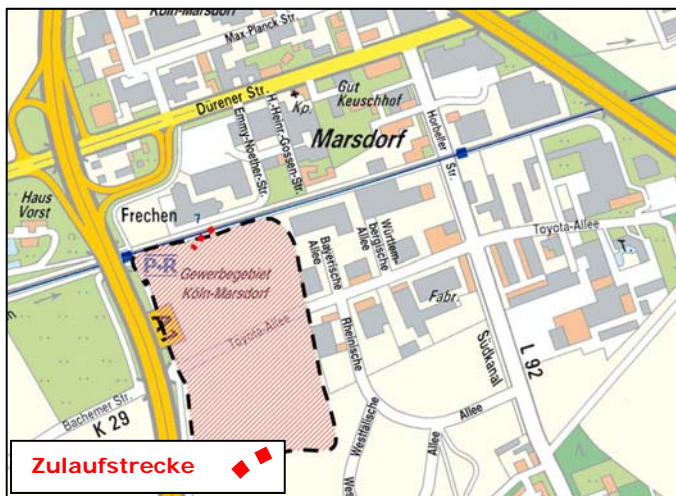 Köln-Marsdorf
Max-Planck Str.
Dürener Str.
Kp.
Gut
Keuschhof
Emmy-Noether-Str.
H.-Heinr.-Gossen-Str.
Marsdorf
Horbeller
Str.
Haus
Vorst
Frechen
7
P+R
Gewerbegebiet
Köln-Marsdorf
Bayerische
Allee
Württem-
bergische
Allee
Toyota-Allee
T
A1
Toyota-Allee
Rheinische
Fabr.
Südkanal
L 92
Bachemer Str.
K 29
Westfälische
Allee
Allee
Zulaufstrecke